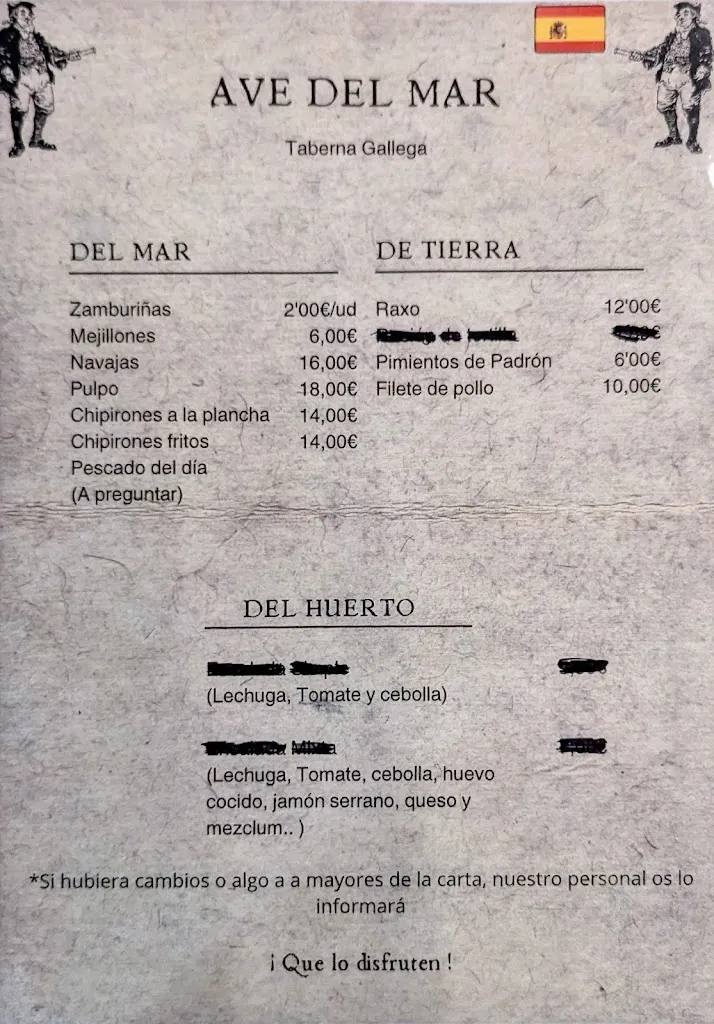 AVE DEL MAR
Taberna Gallega
DEL MAR
Zamburiñas 2'00€/ud
Mejillones 6,00€
Navajas 16,00€
Pulpo 18,00€
Chipirones a la plancha 14,00€
Chipirones fritos 14,00€
Pescado del día
(A preguntar)
DE TIERRA
Raxo 12'00€
Pimientos de Padrón 6'00€
Filete de pollo 10,00€
DEL HUERTO
(Lechuga, Tomate y cebolla)
(Lechuga, Tomate, cebolla, huevo
cocido, jamón serrano, queso y
mezclum.. )
*Si hubiera cambios o algo a a mayores de la carta, nuestro personal os lo
informará
¡ Que lo disfruten !